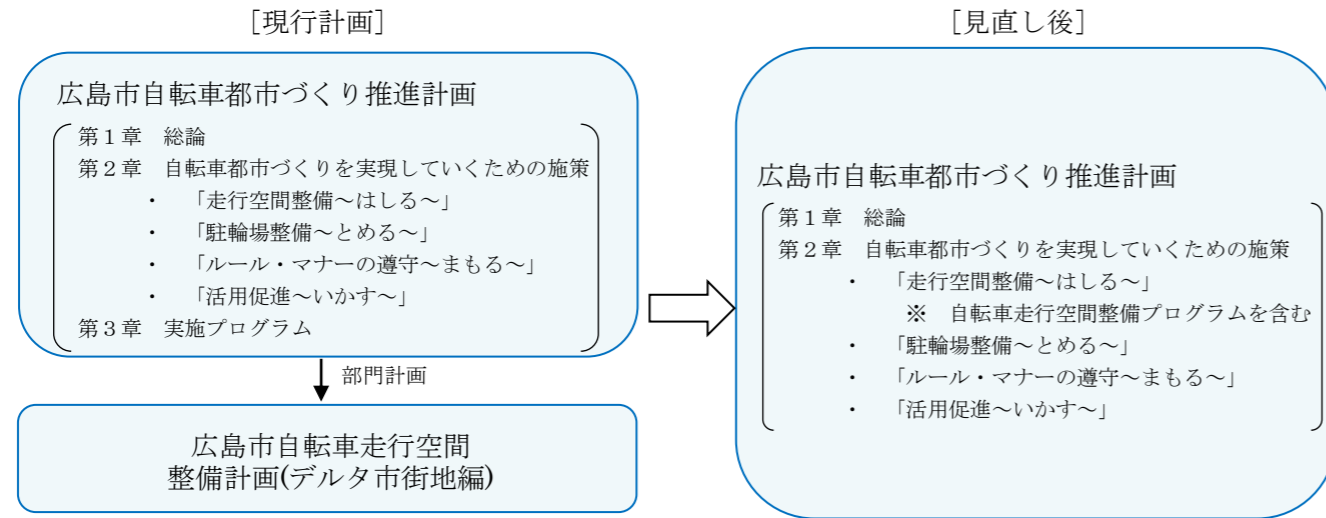 ［現行計画］
広島市自転車都市づくり推進計画
第１章　総論
第２章　自転車都市づくりを実現していくための施策
・　「走行空間整備～はしる～」
・　「駐輪場整備～とめる～」
・　「ルール・マナーの遵守～まもる～」
・　「活用促進～いかす～」
第３章　実施プログラム
部門計画
広島市自転車走行空間
整備計画(デルタ市街地編)
［見直し後］
広島市自転車都市づくり推進計画
第１章　総論
第２章　自転車都市づくりを実現していくための施策
・　「走行空間整備～はしる～」
※　自転車走行空間整備プログラムを含む
・　「駐輪場整備～とめる～」
・　「ルール・マナーの遵守～まもる～」
・　「活用促進～いかす～」